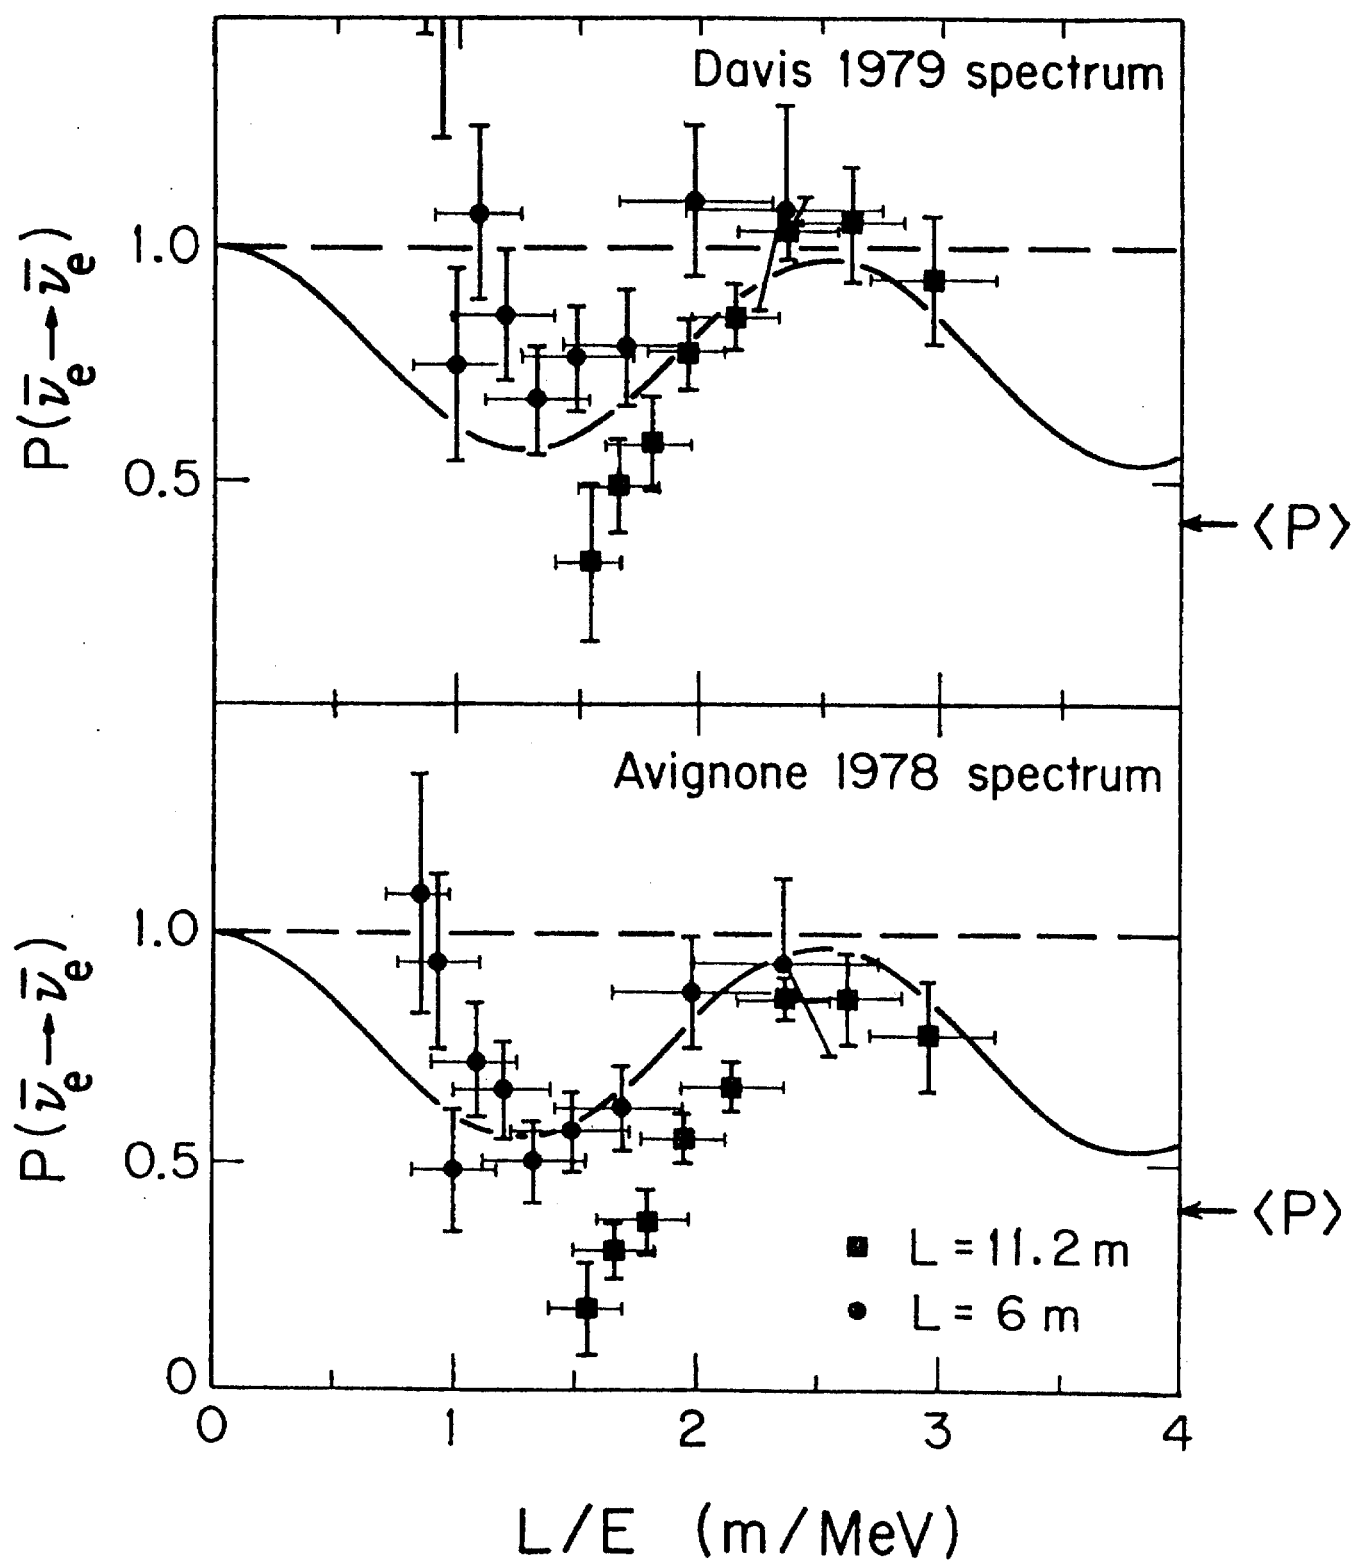 Davis 1979 spectrum
1.0
P(ν̄e→ν̄e)
0.5
⟨P⟩
Avignone 1978 spectrum
1.0
P(ν̄e→ν̄e)
0.5
⟨P⟩
L = 11.2 m
L = 6 m
0
0 1 2 3 4
L/E (m/MeV)